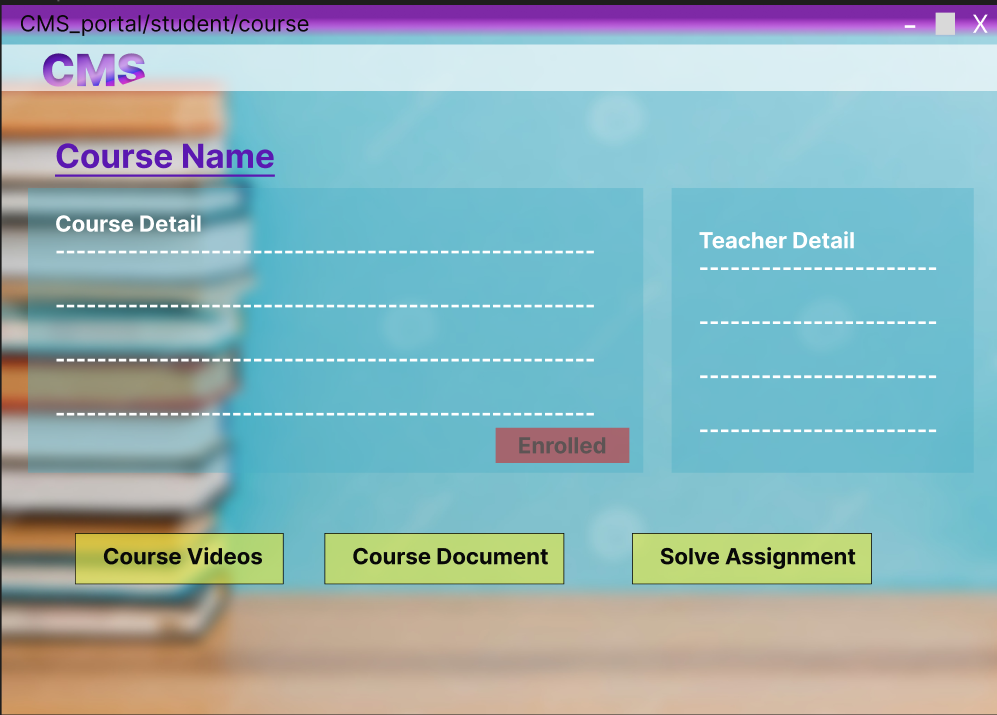 CMS_portal/student/course
X
CMS
Course Name
Course Detail
Teacher Detail
Enrolled
Course Videos
Course Document
Solve Assignment